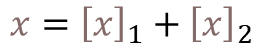 x = [x]₁ + [x]₂